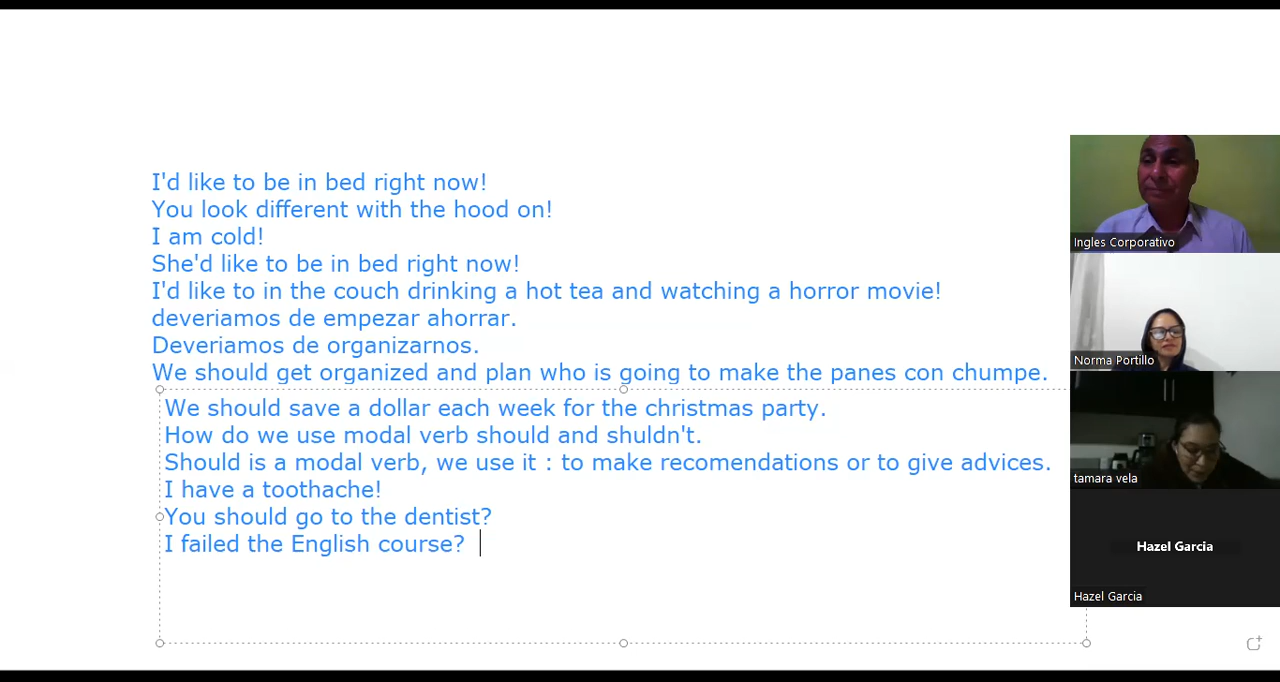 I'd like to be in bed right now!
You look different with the hood on!
I am cold!
She'd like to be in bed right now!
I'd like to in the couch drinking a hot tea and watching a horror movie!
deveriamos de empezar ahorrar.
Deveriamos de organizarnos.
We should get organized and plan who is going to make the panes con chumpe.
We should save a dollar each week for the christmas party.
How do we use modal verb should and shuldn't.
Should is a modal verb, we use it : to make recomendations or to give advices.
I have a toothache!
You should go to the dentist?
I failed the English course?
Ingles Corporativo
Norma Portillo
tamara vela
Hazel Garcia
Hazel Garcia